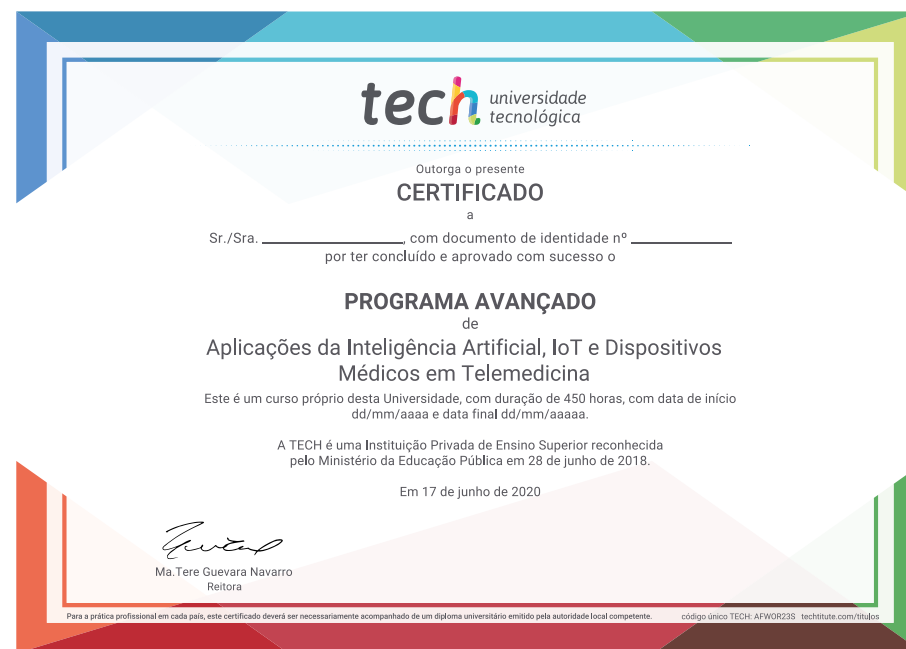 tech universidade
tecnológica
Outorga o presente
CERTIFICADO
a
Sr./Sra. ________________, com documento de identidade nº ____________
por ter concluído e aprovado com sucesso o
PROGRAMA AVANÇADO
de
Aplicações da Inteligência Artificial, IoT e Dispositivos
Médicos em Telemedicina
Este é um curso próprio desta Universidade, com duração de 450 horas, com data de início
dd/mm/aaaa e data final dd/mm/aaaaa.
A TECH é uma Instituição Privada de Ensino Superior reconhecida
pelo Ministério da Educação Pública em 28 de junho de 2018.
Em 17 de junho de 2020
Ma.Tere Guevara Navarro
Reitora
Para a prática profissional em cada país, este certificado deverá ser necessariamente acompanhado de um diploma universitário emitido pela autoridade local competente. código único TECH: AFWOR23S techtitute.com/titulos